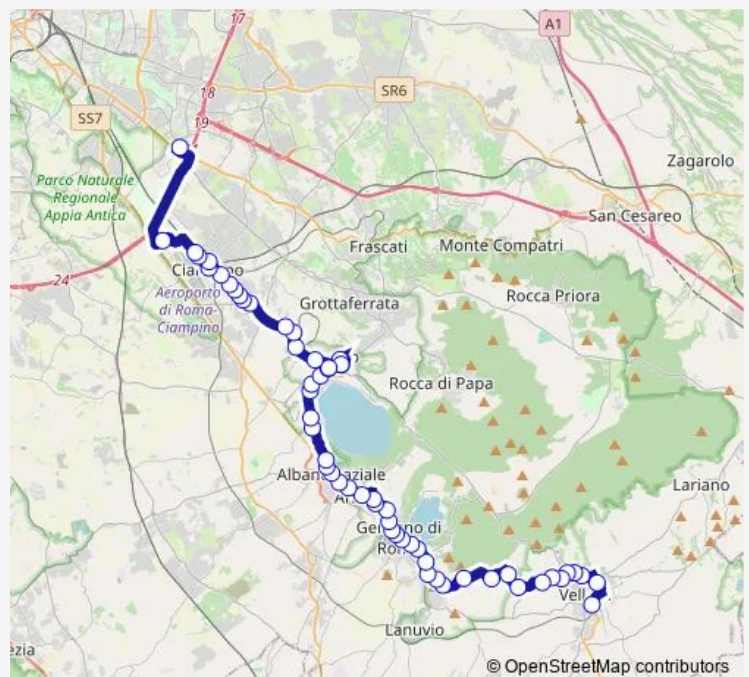 17
A1
18
SR6
19
SS7
Zagarolo
Parco Naturale
Regionale
Appia Antica
San Cesareo
Frascati
Monte Compatri
24
Aeroporto
di Roma-
Ciampino
Rocca Priora
Grottaferrata
Rocca di Papa
Lariano
Lanuvio
© OpenStreetMap contributors